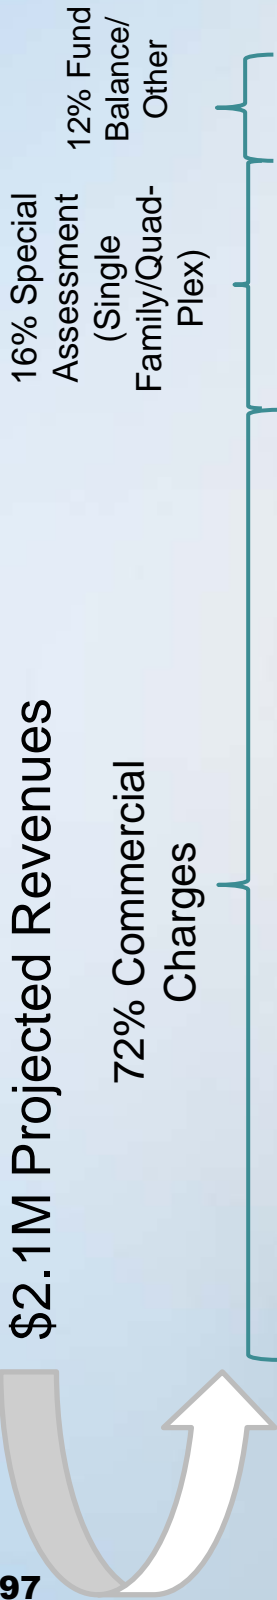 $2.1M Projected Revenues
72% Commercial
Charges
16% Special
Assessment
(Single
Family/Quad-
Plex)
12% Fund
Balance/
Other
97